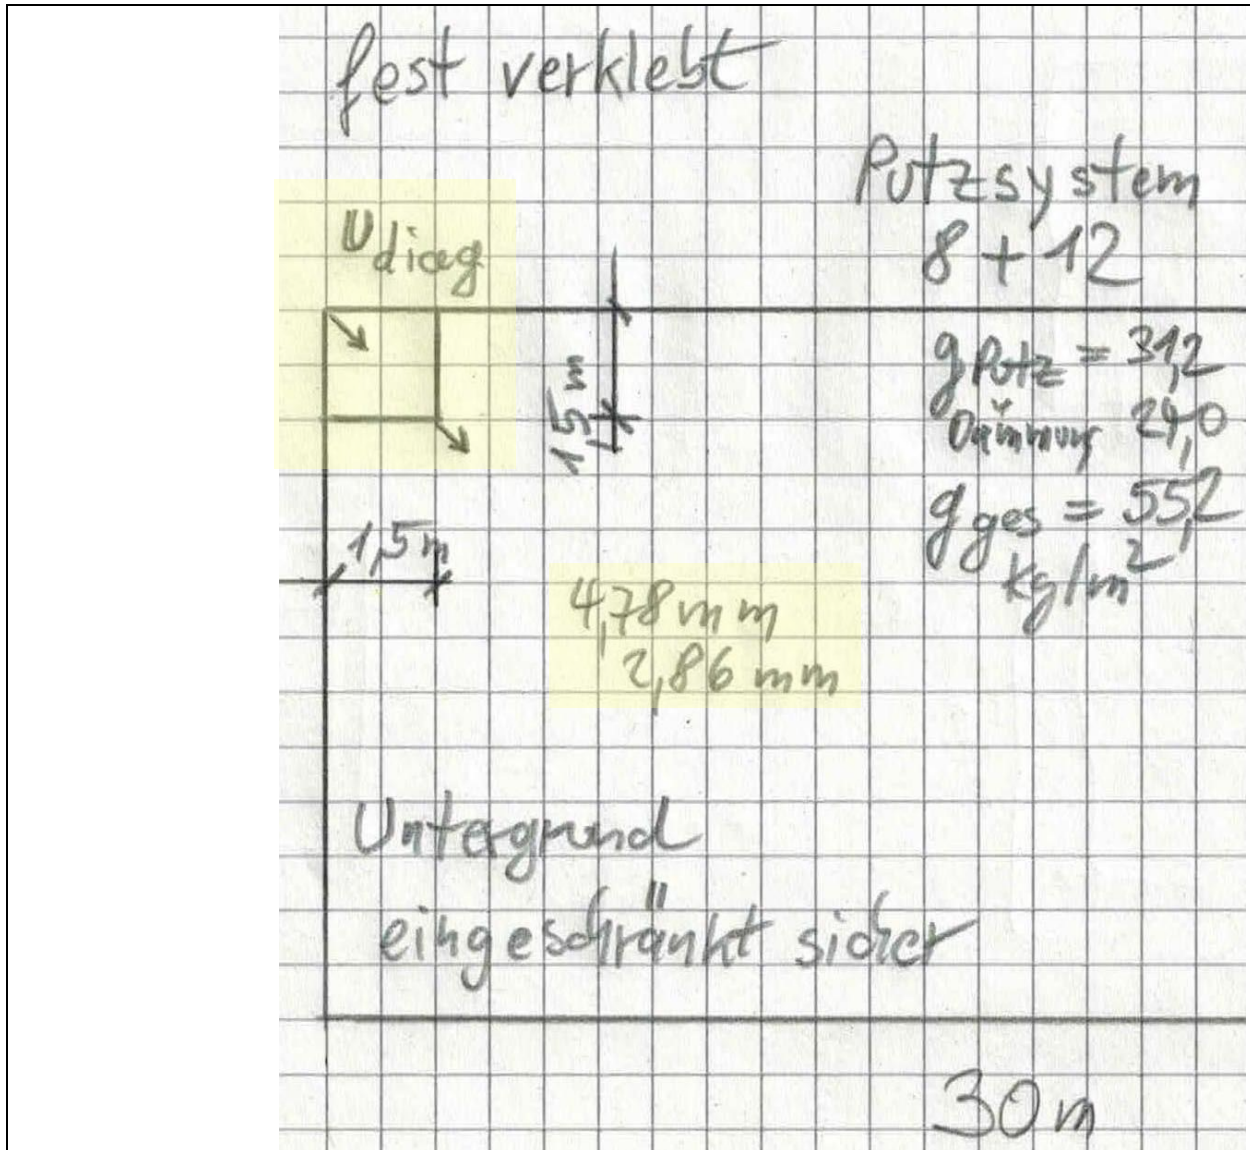 fest verklebt
Putzsystem
8 + 12
u diag
g Putz = 31,2
Dämmung 24,0
1,5 m
g ges = 55,2
kg/m²
1,5 m
4,78 mm
2,86 mm
Untergrund
eingeschränkt sicher
30 m